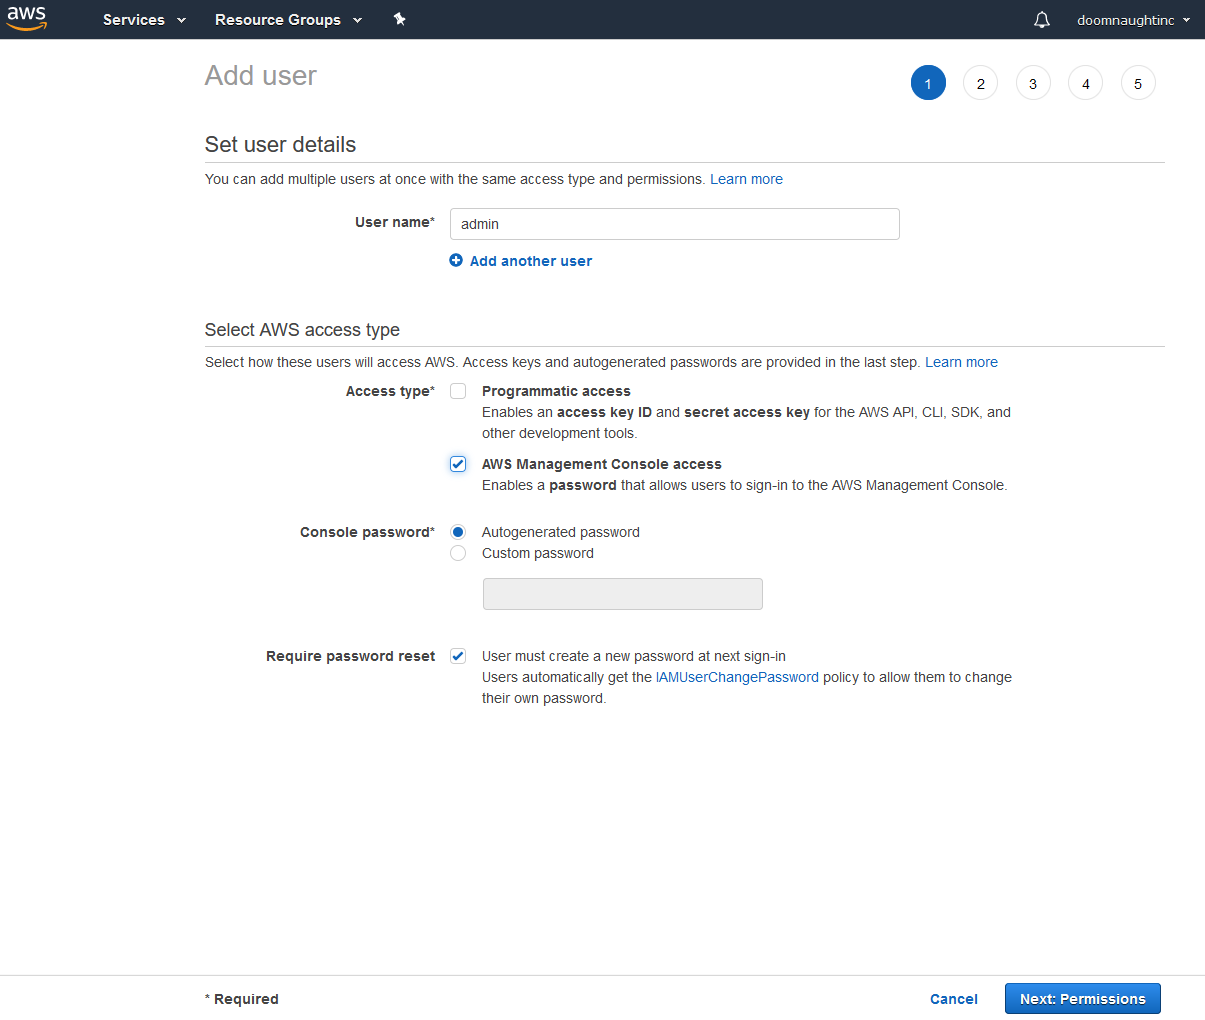 aws Services Resource Groups doomnaughtinc
Add user
1 2 3 4 5
Set user details
You can add multiple users at once with the same access type and permissions. Learn more
User name* admin
Add another user
Select AWS access type
Select how these users will access AWS. Access keys and autogenerated passwords are provided in the last step. Learn more
Access type* Programmatic access
Enables an access key ID and secret access key for the AWS API, CLI, SDK, and
other development tools.
AWS Management Console access
Enables a password that allows users to sign-in to the AWS Management Console.
Console password* Autogenerated password
Custom password
Require password reset User must create a new password at next sign-in
Users automatically get the IAMUserChangePassword policy to allow them to change
their own password.
* Required Cancel Next: Permissions